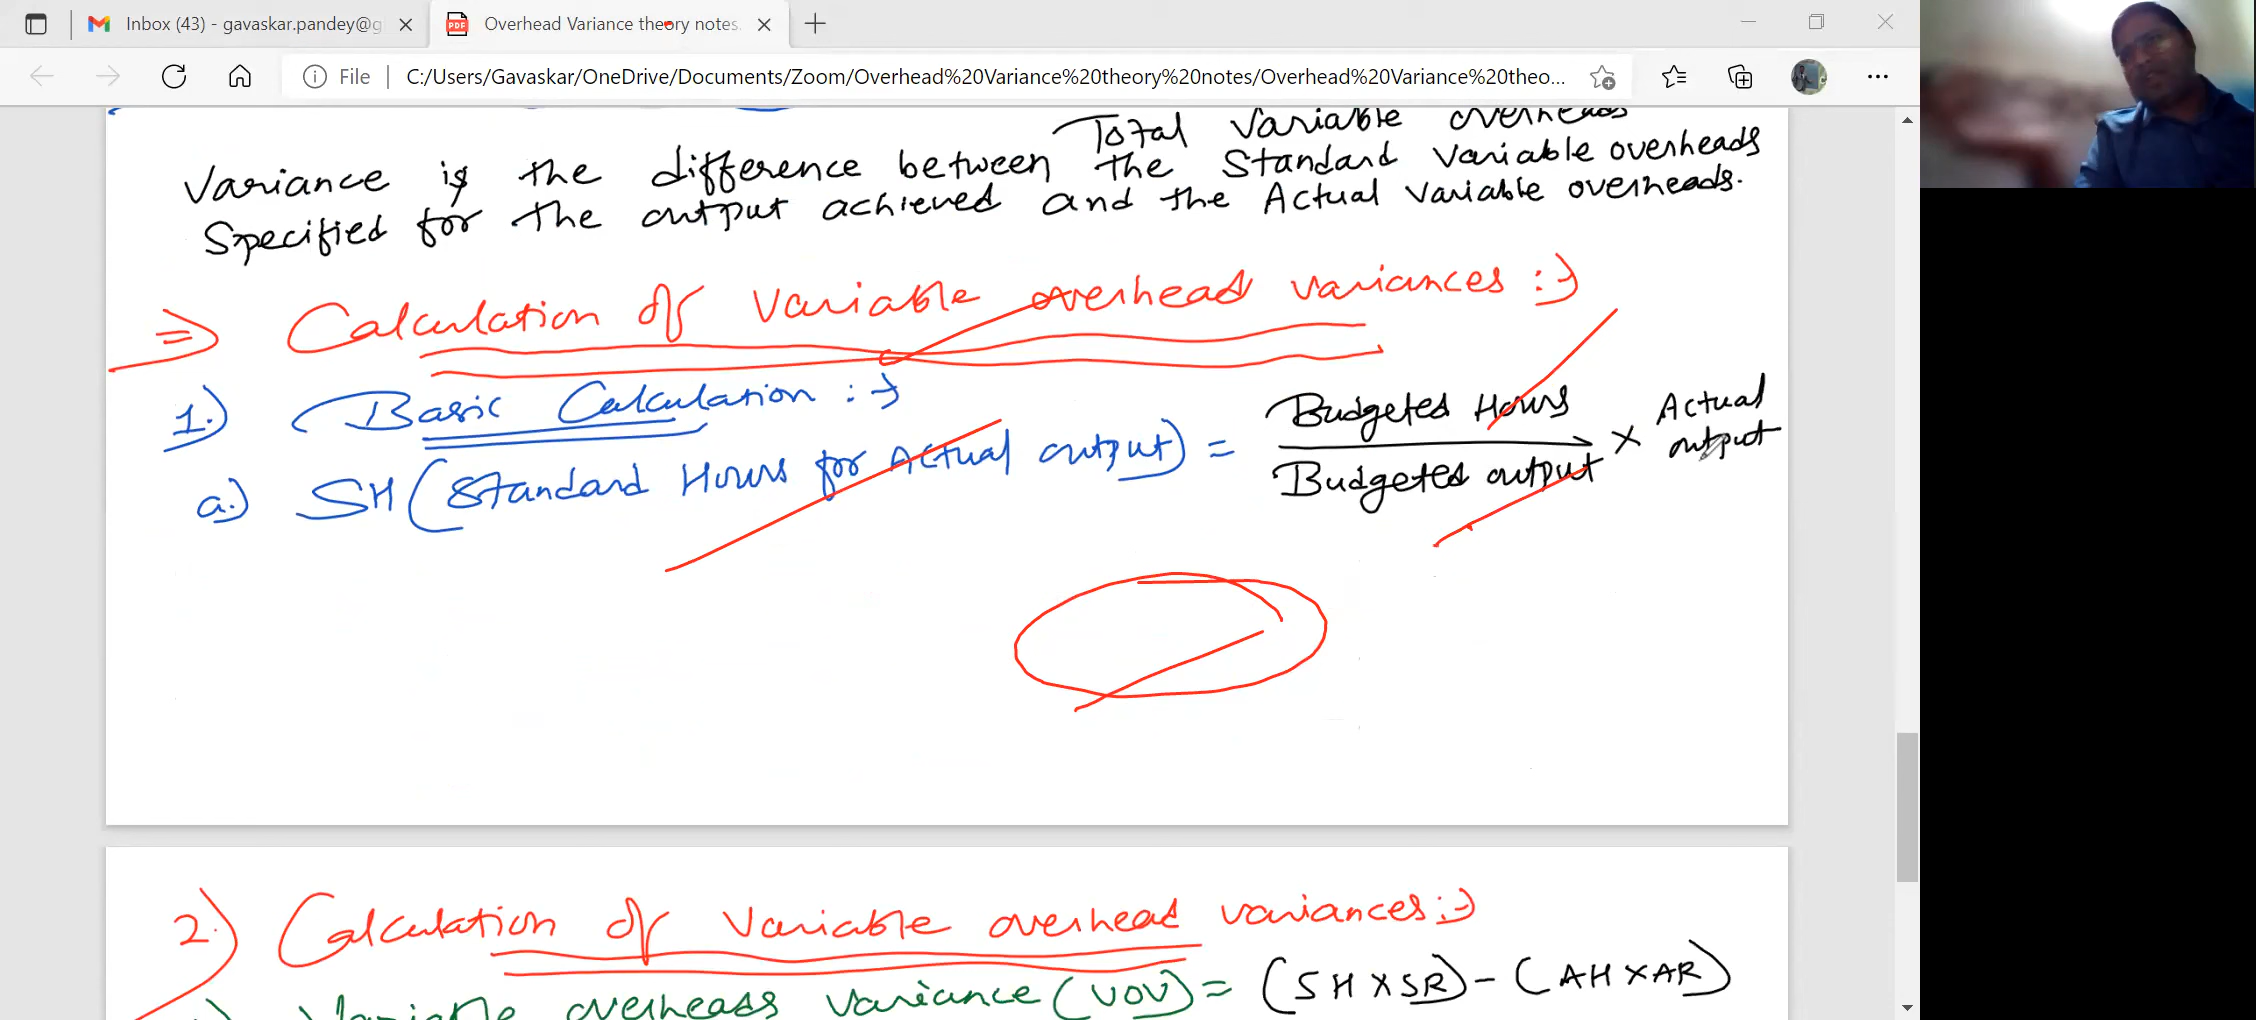 Inbox (43) - gavaskar.pandey@g
Overhead Variance theory notes.
File
C:/Users/Gavaskar/OneDrive/Documents/Zoom/Overhead%20Variance%20theory%20notes/Overhead%20Variance%20theo...
Total Variable overheads
Variance is the difference between the Standard Variable overheads
Specified for the output achieved and the Actual Variable overheads.
⇒ Calculation of Variable overhead variances :→
1.) Basic Calculation :→
a.) SH (Standard Hours for Actual output) = Budgeted Hours / Budgeted output × Actual output
2.) Calculation of Variable overhead variances :→
Variable overheads Variance (VOV) = (SH × SR) - (AH × AR)